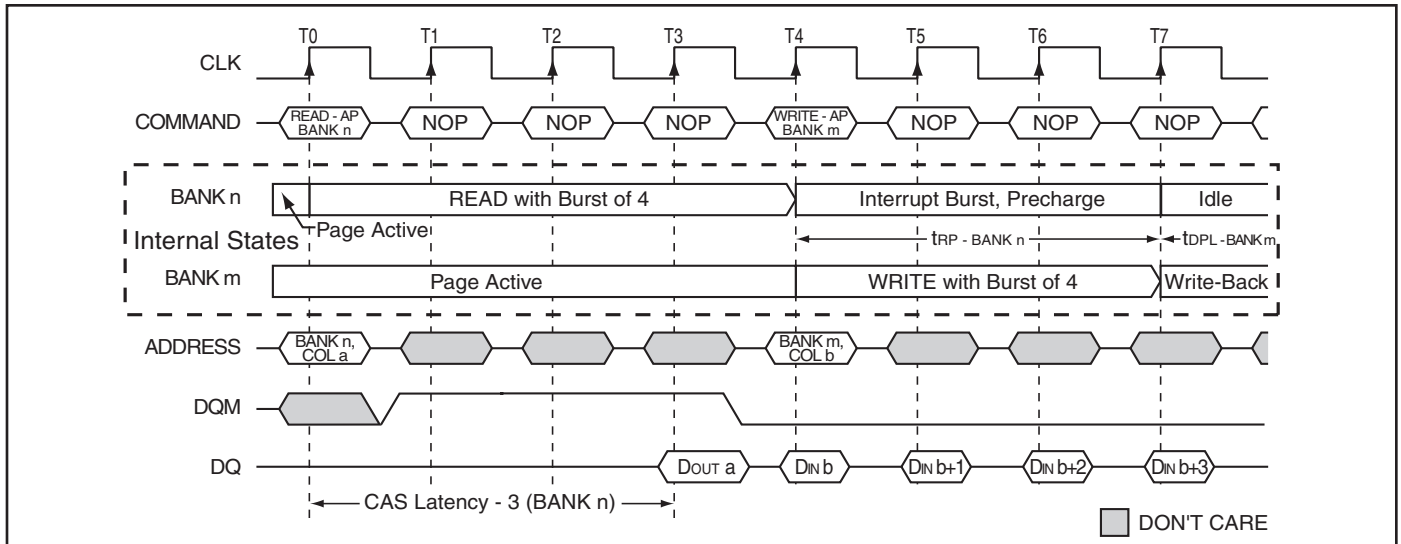 T0 T1 T2 T3 T4 T5 T6 T7
CLK
COMMAND READ - AP BANK n NOP NOP NOP WRITE - AP BANK m NOP NOP NOP
BANK n READ with Burst of 4 Interrupt Burst, Precharge Idle
Page Active
Internal States tRP - BANK n tDPL - BANK m
BANK m Page Active WRITE with Burst of 4 Write-Back
ADDRESS BANK n, COL a BANK m, COL b
DQM
DQ DOUT a DIN b DIN b+1 DIN b+2 DIN b+3
CAS Latency - 3 (BANK n)
DON'T CARE